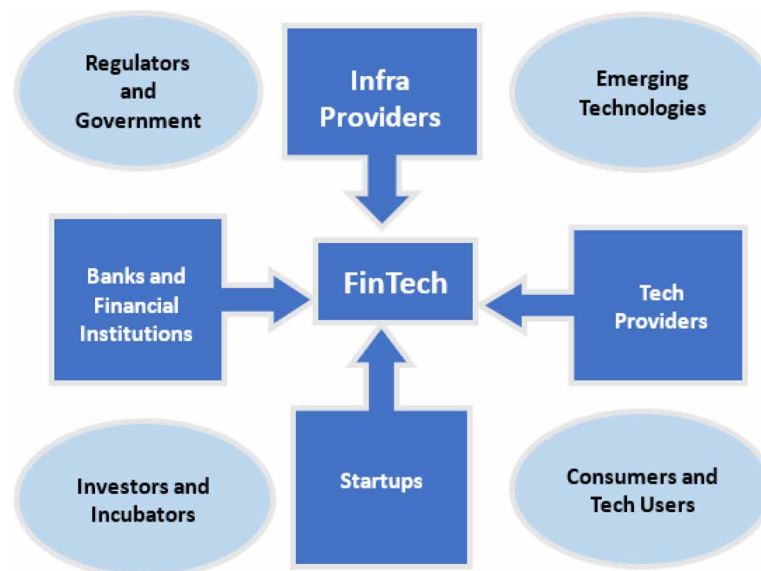 Regulators
and
Government
Infra
Providers
Emerging
Technologies
Banks and
Financial
Institutions
FinTech
Tech
Providers
Investors and
Incubators
Startups
Consumers and
Tech Users